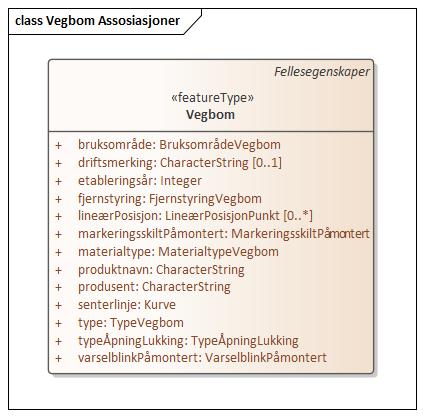 class Vegbom Assosiasjoner
Fellesegenskaper
«featureType»
Vegbom
+ bruksområde: BruksområdeVegbom
+ driftsmerking: CharacterString [0..1]
+ etableringsår: Integer
+ fjernstyring: FjernstyringVegbom
+ lineærPosisjon: LineærPosisjonPunkt [0..*]
+ markeringsskiltPåmontert: MarkeringsskiltPåmontert
+ materialtype: MaterialtypeVegbom
+ produktnavn: CharacterString
+ produsent: CharacterString
+ senterlinje: Kurve
+ type: TypeVegbom
+ typeÅpningLukking: TypeÅpningLukking
+ varselblinkPåmontert: VarselblinkPåmontert